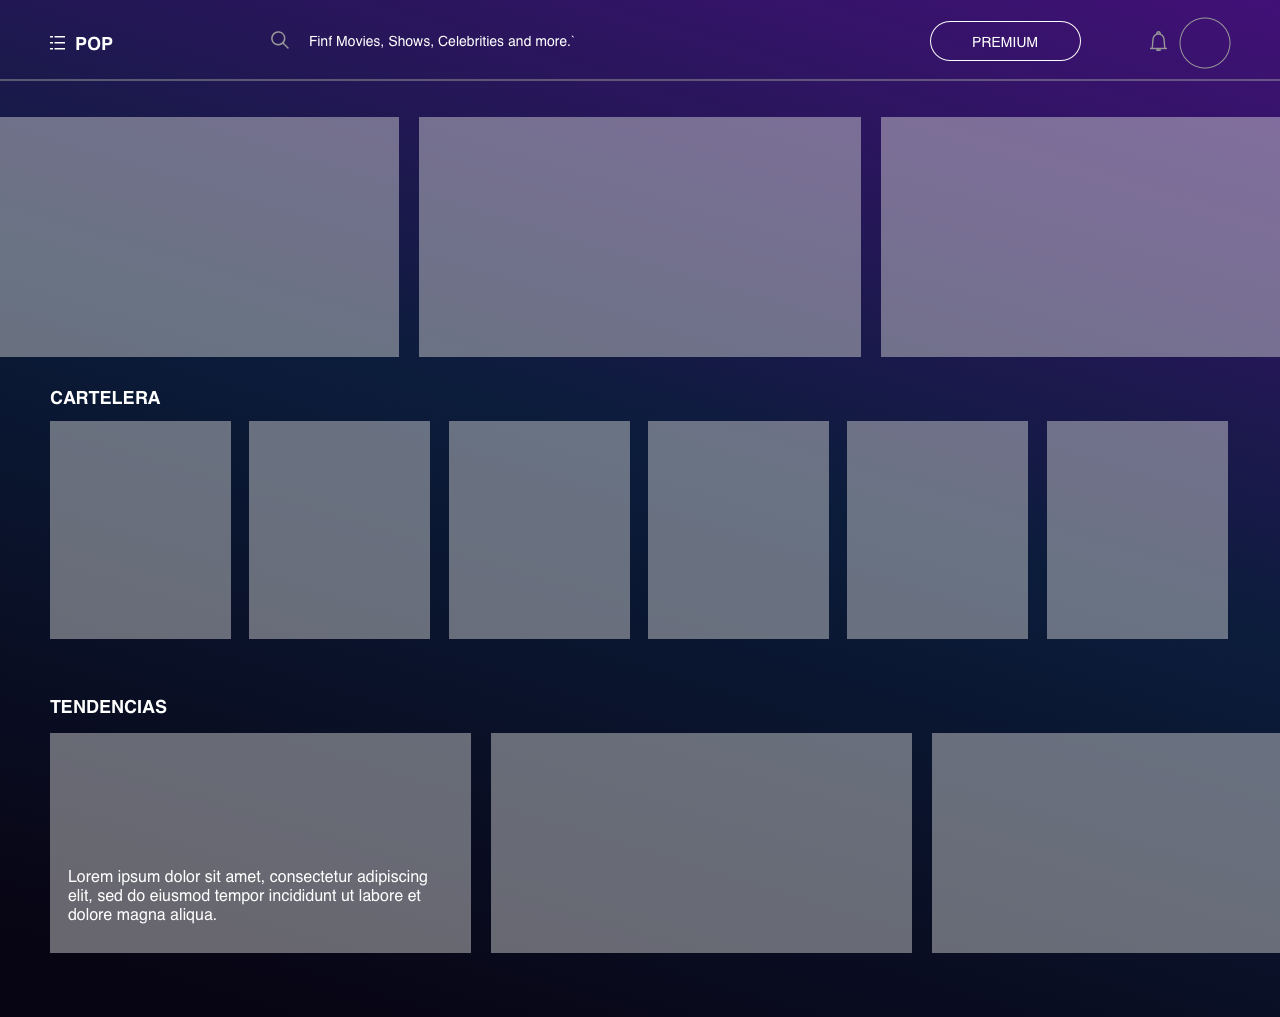 POP
Finf Movies, Shows, Celebrities and more.`
PREMIUM
CARTELERA
TENDENCIAS
Lorem ipsum dolor sit amet, consectetur adipiscing
elit, sed do eiusmod tempor incididunt ut labore et
dolore magna aliqua.